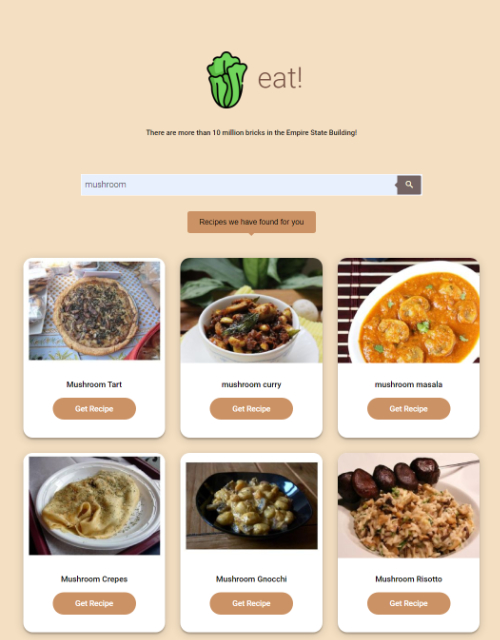 eat!
There are more than 10 million bricks in the Empire State Building!
mushroom
Recipes we have found for you
Mushroom Tart
mushroom curry
mushroom masala
Get Recipe
Get Recipe
Get Recipe
Mushroom Crepes
Mushroom Gnocchi
Mushroom Risotto
Get Recipe
Get Recipe
Get Recipe